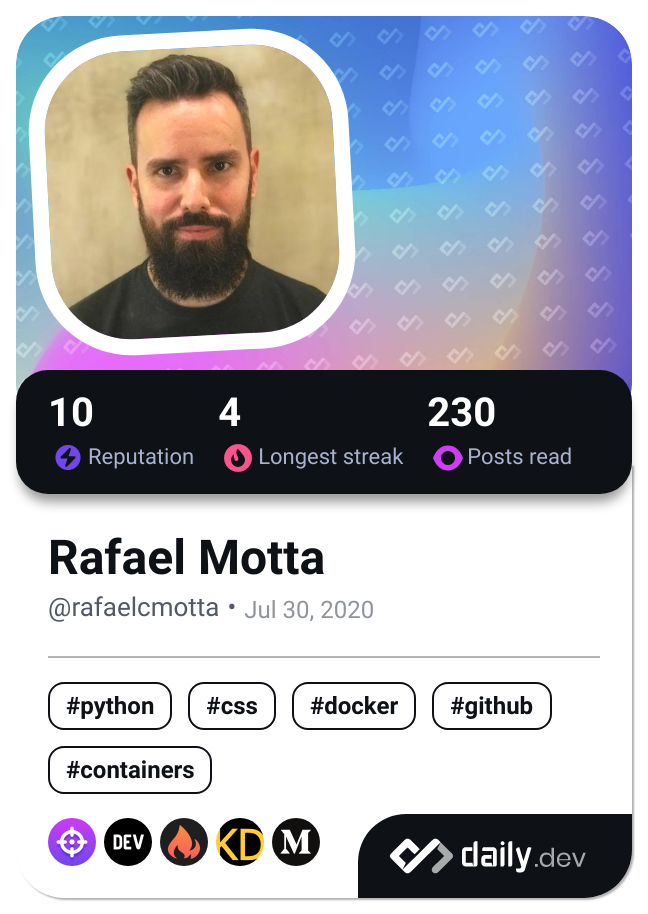 10 4 230
Reputation Longest streak Posts read
Rafael Motta
@rafaelcmotta • Jul 30, 2020
#python #css #docker #github
#containers
DEV KD M
daily.dev